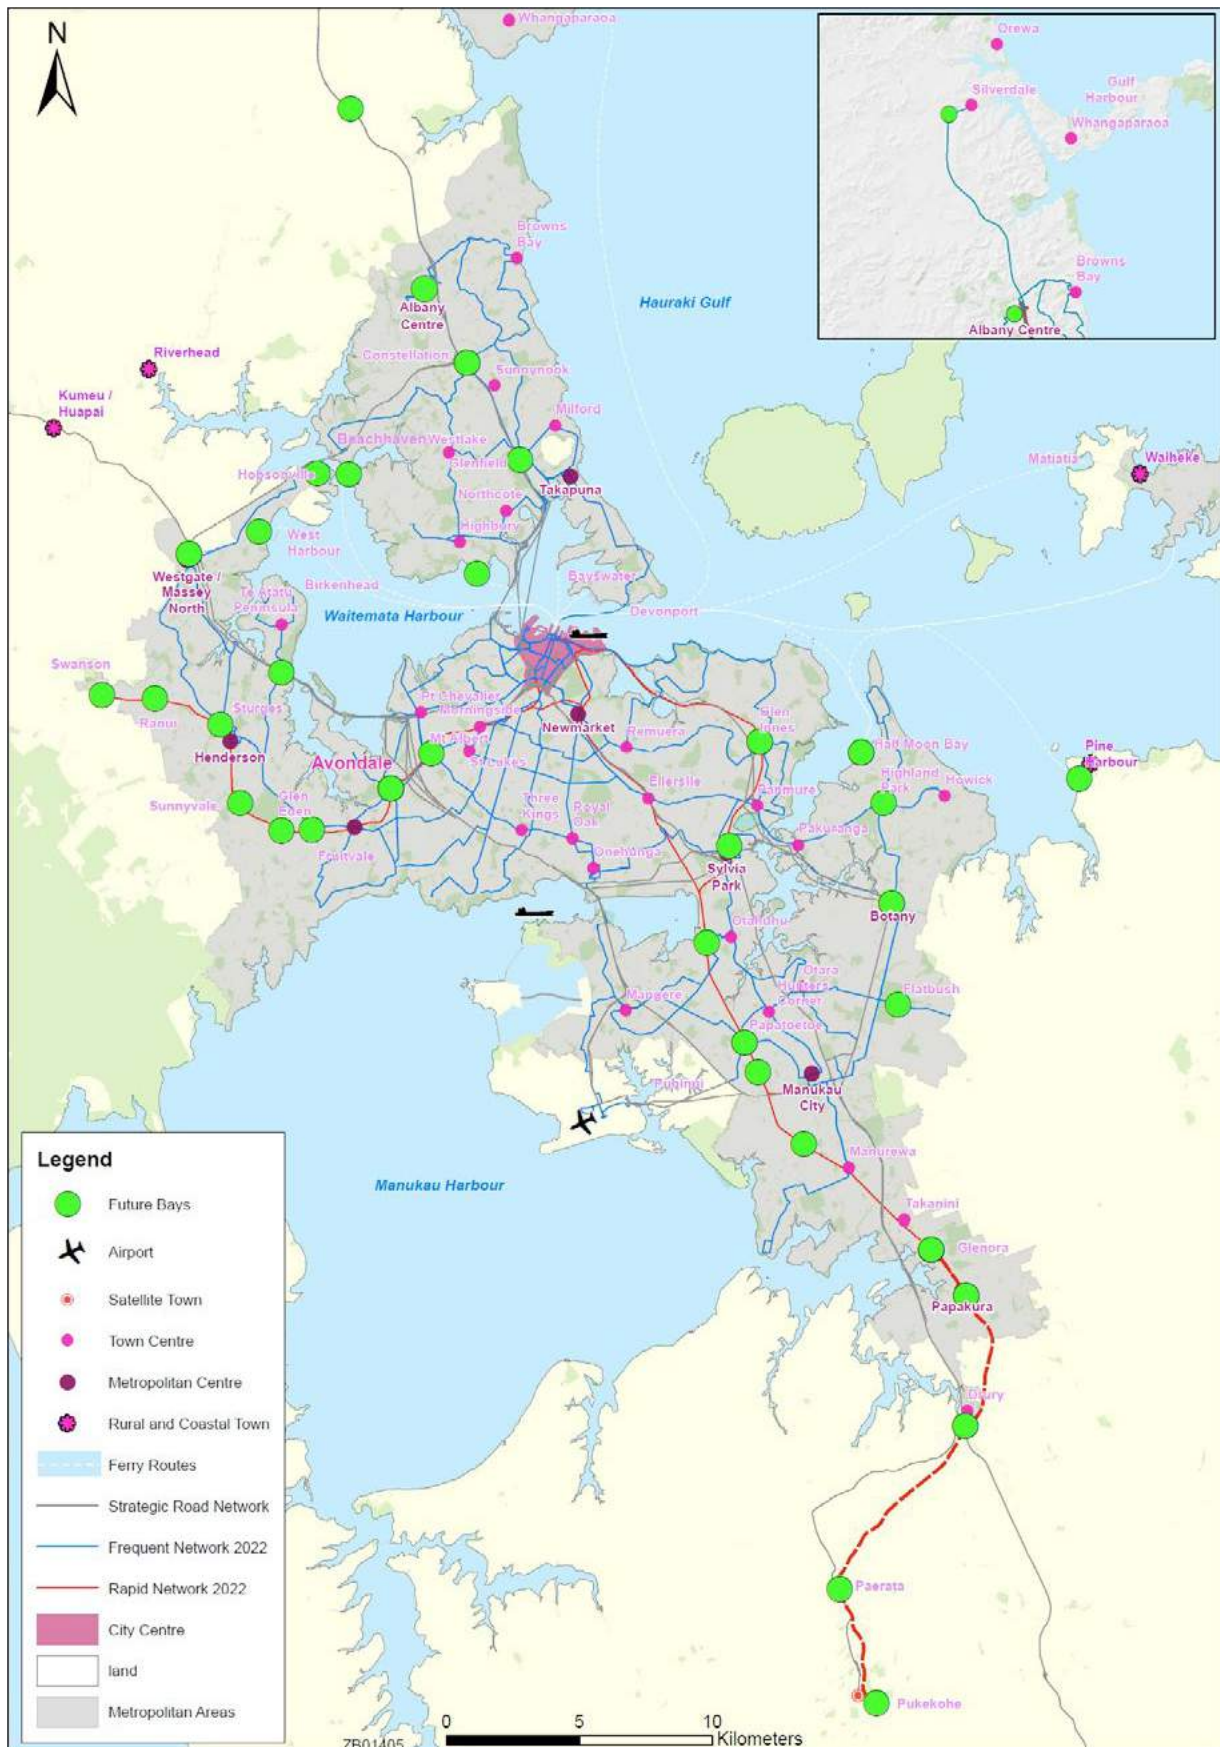 Whangaparaoa
N
Orewa
Gulf
Harbour
Silverdale
Whangaparaoa
Browns
Bay
Albany Centre
Browns
Bay
Hauraki Gulf
Albany
Centre
Riverhead
Constellation
Sunnynook
Kumeu /
Huapai
Milford
Beachhaven
Westlake
Glenfield
Hobsonville
Takapuna
Matiatia
Waiheke
Northcote
Highbury
West
Harbour
Westgate /
Massey
North
Birkenhead
Bayswater
Te Atatu
Peninsula
Waitemata Harbour
Devonport
Swanson
Ranui
Sturges
Pt Chevalier
Morningside
Newmarket
Remuera
Glen
Innes
Half Moon Bay
Pine
Harbour
Henderson
Avondale
Mt Albert
St Lukes
Ellerslie
Panmure
Highland
Park
Howick
Sunnyvale
Glen
Eden
Three
Kings
Royal
Oak
Pakuranga
Fruitvale
Onehunga
Sylvia
Park
Botany
Otahuhu
Otara
Hunters
Corner
Flatbush
Mangere
Papatoetoe
Puhinui
Manukau
City
Manukau Harbour
Manurewa
Takanini
Glenora
Papakura
Drury
Paerata
Pukekohe
Legend
Future Bays
Airport
Satellite Town
Town Centre
Metropolitan Centre
Rural and Coastal Town
Ferry Routes
Strategic Road Network
Frequent Network 2022
Rapid Network 2022
City Centre
land
Metropolitan Areas
0 5 10
Kilometers
ZB01405